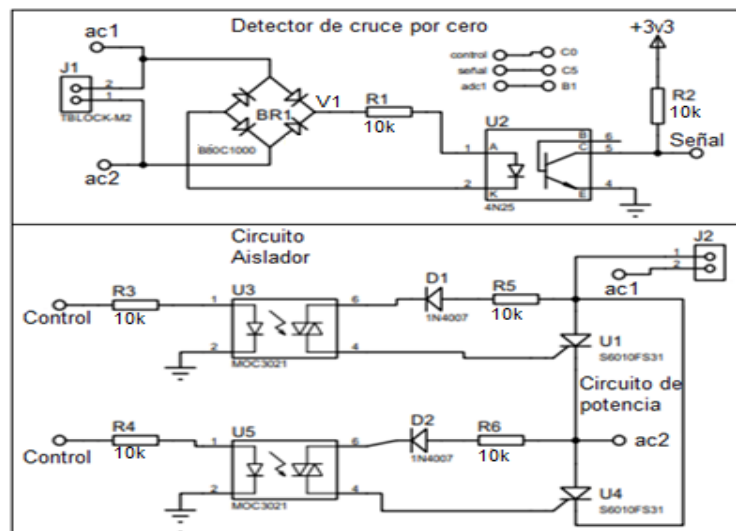 Detector de cruce por cero
ac1
+3v3
control C0
señal C5
adc1 B1
J1
2
1
TBLOCK-M2
BR1
B80C1000
V1
R1
10k
R2
10k
U2
A
K
B
C
E
1
2
6
5
4
4N25
Señal
ac2
Circuito
Aislador
J2
1
2
ac1
R3
10k
Control
U3
1
2
6
4
MOC3021
D1
1N4007
R5
10k
U1
S6010FS31
Circuito de
potencia
R4
10k
Control
U5
1
2
6
4
MOC3021
D2
1N4007
R6
10k
ac2
U4
S6010FS31